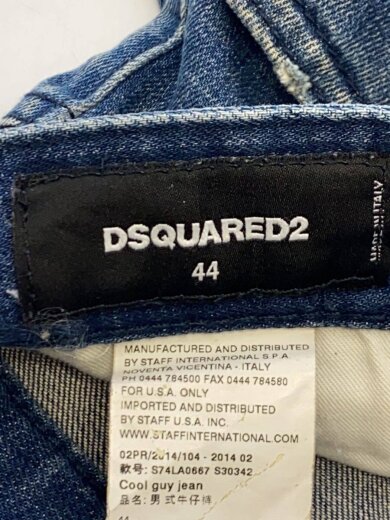 DSQUARED2
44
MADE IN ITALY
MANUFACTURED AND DISTRIBUTED
BY STAFF INTERNATIONAL S.P.A.
NOVENTA VICENTINA - ITALY
PH 0444 784500 FAX 0444 784580
FOR U.S.A. ONLY
IMPORTED AND DISTRIBUTED
BY STAFF U.S.A. INC.
WWW.STAFFINTERNATIONAL.COM
02PR/2014/104 - 2014 02
款号: S74LA0667 S30342
Cool guy jean
品名: 男式牛仔裤
44